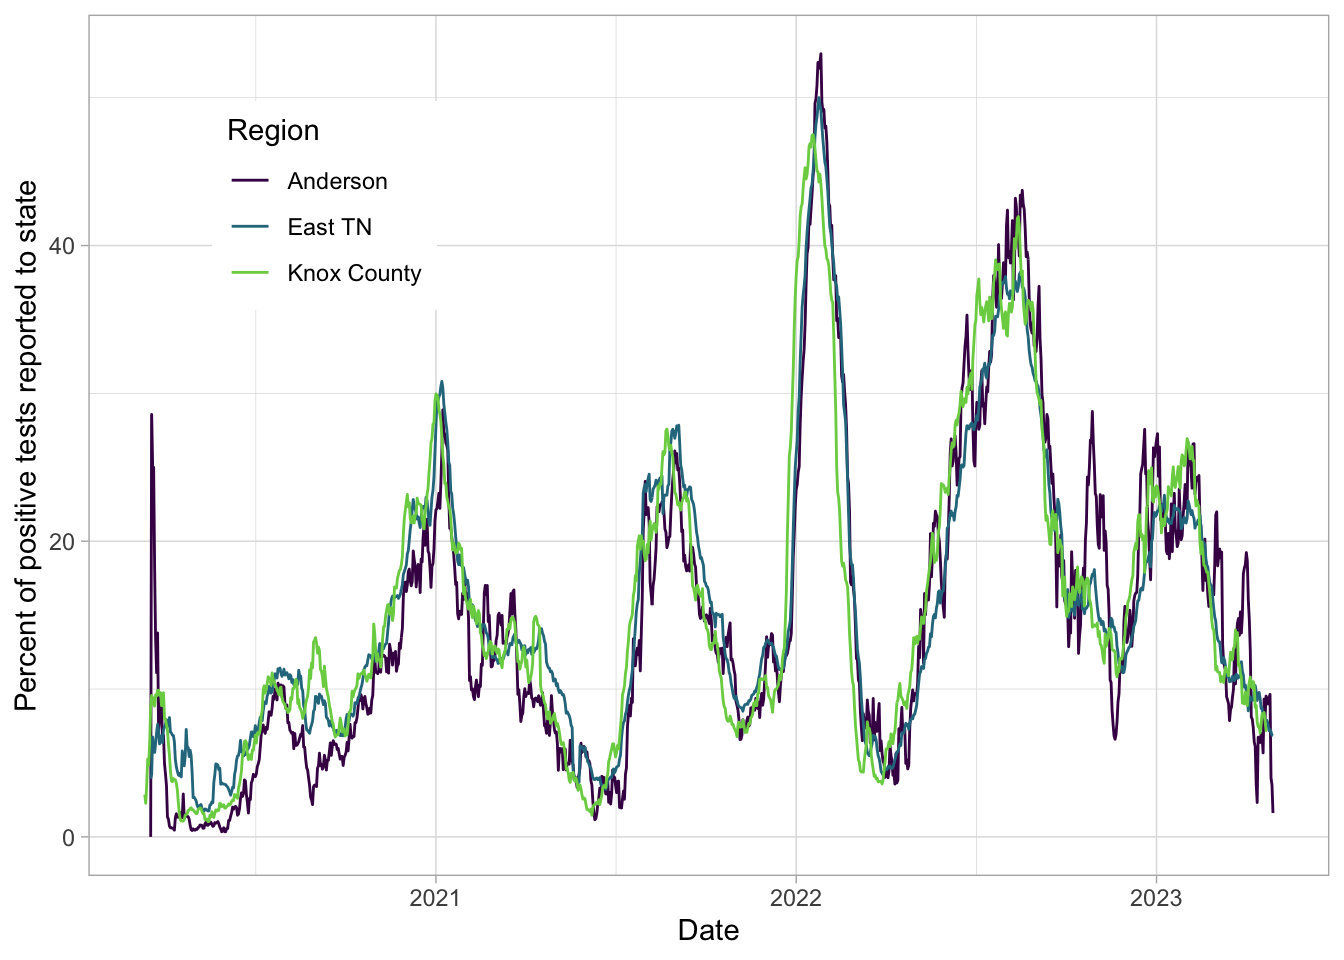 Percent of positive tests reported to state
Region
Anderson
East TN
Knox County
40
20
0
2021
2022
2023
Date